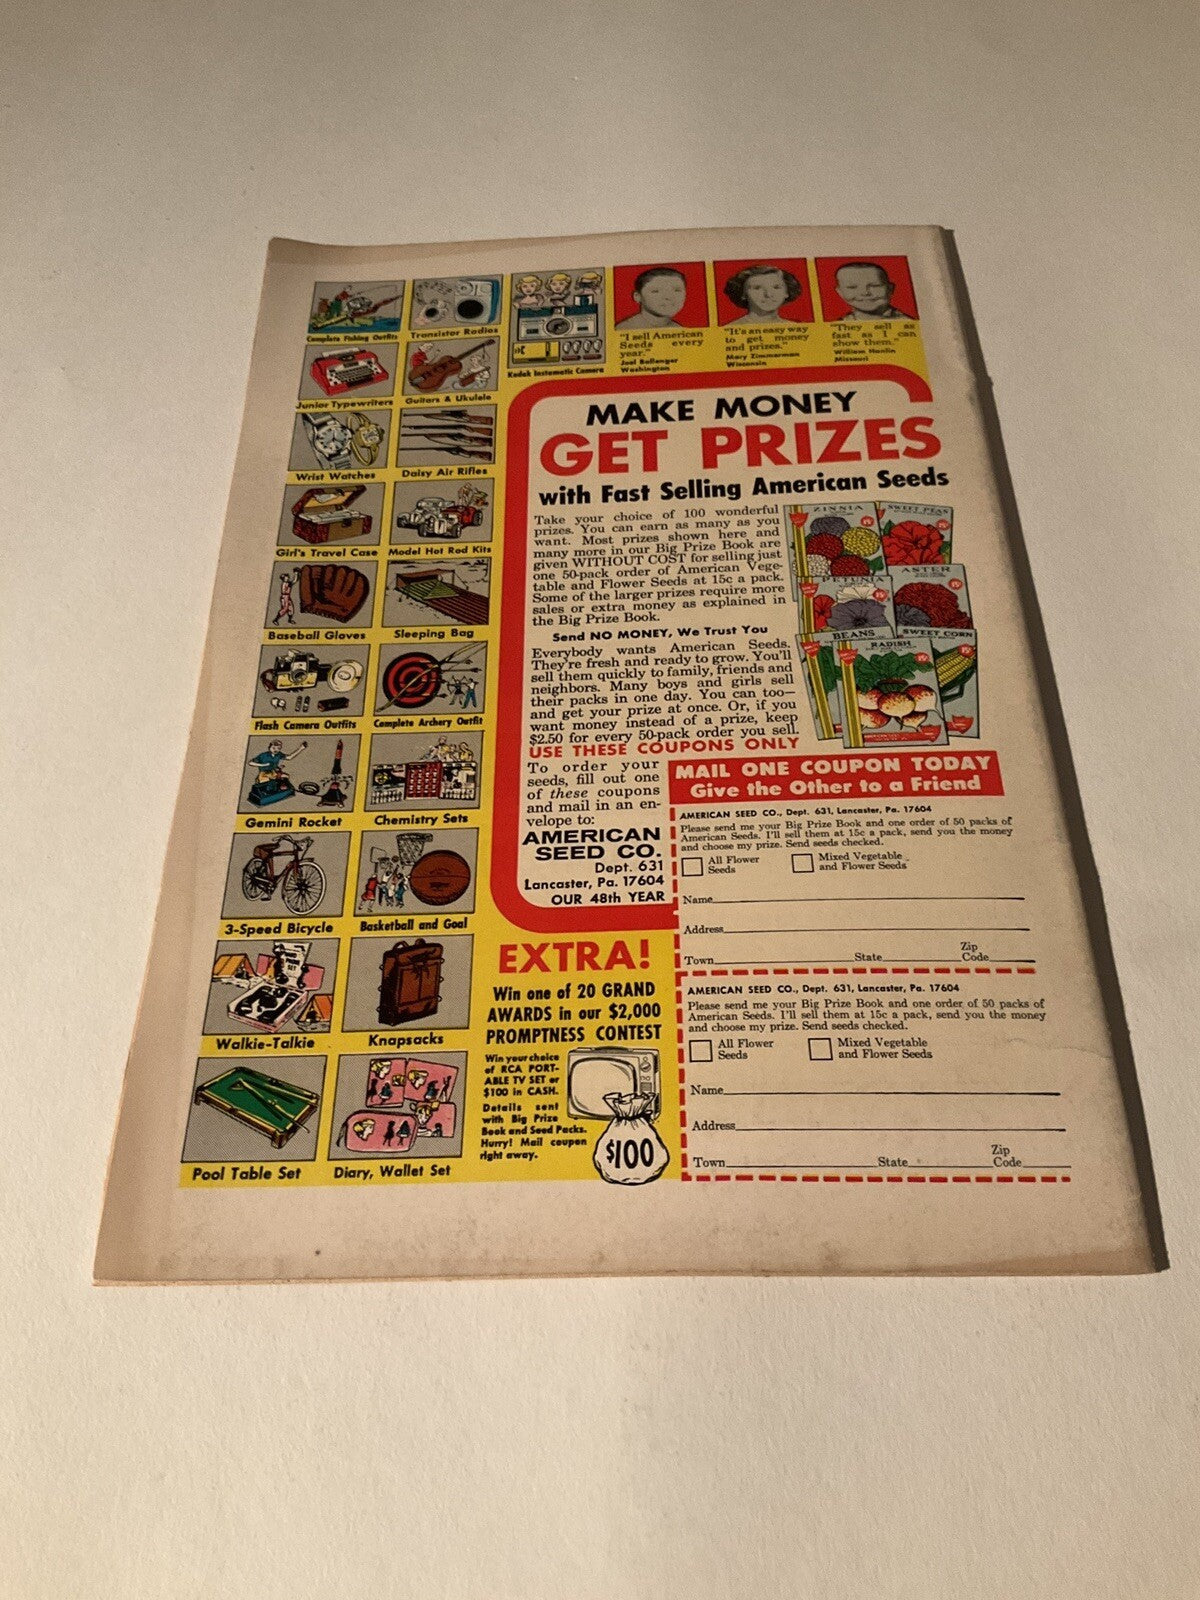 Complete Fishing Outfits
Transistor Radios
Kodak Instamatic Camera
Junior Typewriters
Guitars & Ukulele
Wrist Watches
Daisy Air Rifles
Girl's Travel Case
Model Hot Rod Kits
Baseball Gloves
Sleeping Bag
Flash Camera Outfits
Complete Archery Outfit
Gemini Rocket
Chemistry Sets
3-Speed Bicycle
Basketball and Goal
Walkie-Talkie
Knapsacks
Pool Table Set
Diary, Wallet Set
"I sell American
Seeds every
year."
Joel Bollenger
Washington
"It's an easy way
to get money
and prizes."
Mary Zimmerman
Wisconsin
"They sell as
fast as I can
show them."
William Hanlin
Missouri
MAKE MONEY
GET PRIZES
with Fast Selling American Seeds
Take your choice of 100 wonderful
prizes. You can earn as many as you
want. Most prizes shown here and
many more in our Big Prize Book are
given WITHOUT COST for selling just
one 50-pack order of American Vege-
table and Flower Seeds at 15c a pack.
Some of the larger prizes require more
sales or extra money as explained in
the Big Prize Book.
Send NO MONEY, We Trust You
Everybody wants American Seeds.
They're fresh and ready to grow. You'll
sell them quickly to family, friends and
neighbors. Many boys and girls sell
their packs in one day. You can too—
and get your prize at once. Or, if you
want money instead of a prize, keep
$2.50 for every 50-pack order you sell.
ZINNIA
SWEET PEAS
PETUNIA
ASTER
BEANS
SWEET CORN
RADISH
USE THESE COUPONS ONLY
To order your
seeds, fill out one
of these coupons
and mail in an en-
velope to:
AMERICAN
SEED CO.
Dept. 631
Lancaster, Pa. 17604
OUR 48th YEAR
MAIL ONE COUPON TODAY
Give the Other to a Friend
AMERICAN SEED CO., Dept. 631, Lancaster, Pa. 17604
Please send me your Big Prize Book and one order of 50 packs of
American Seeds. I'll sell them at 15c a pack, send you the money
and choose my prize. Send seeds checked.
All Flower
Seeds
Mixed Vegetable
and Flower Seeds
Name
Address
Town State Zip Code
AMERICAN SEED CO., Dept. 631, Lancaster, Pa. 17604
Please send me your Big Prize Book and one order of 50 packs of
American Seeds. I'll sell them at 15c a pack, send you the money
and choose my prize. Send seeds checked.
All Flower
Seeds
Mixed Vegetable
and Flower Seeds
Name
Address
Town State Zip Code
EXTRA!
Win one of 20 GRAND
AWARDS in our $2,000
PROMPTNESS CONTEST
Win your choice
of RCA PORT-
ABLE TV SET or
$100 in CASH.
Details sent
with Big Prize
Book and Seed Packs.
Hurry! Mail coupon
right away.
$100